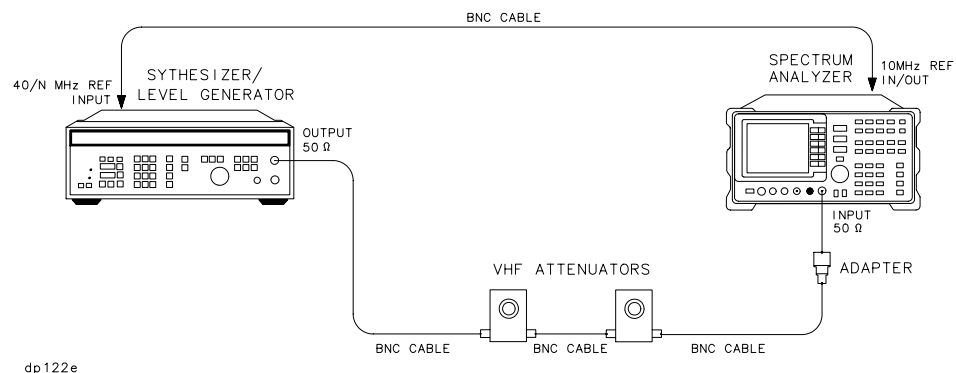 BNC CABLE
40/N MHz REF
INPUT
SYTHESIZER/
LEVEL GENERATOR
SPECTRUM
ANALYZER
10MHz REF
IN/OUT
OUTPUT
50 Ω
INPUT
50 Ω
VHF ATTENUATORS
ADAPTER
BNC CABLE
BNC CABLE
BNC CABLE
dp122e